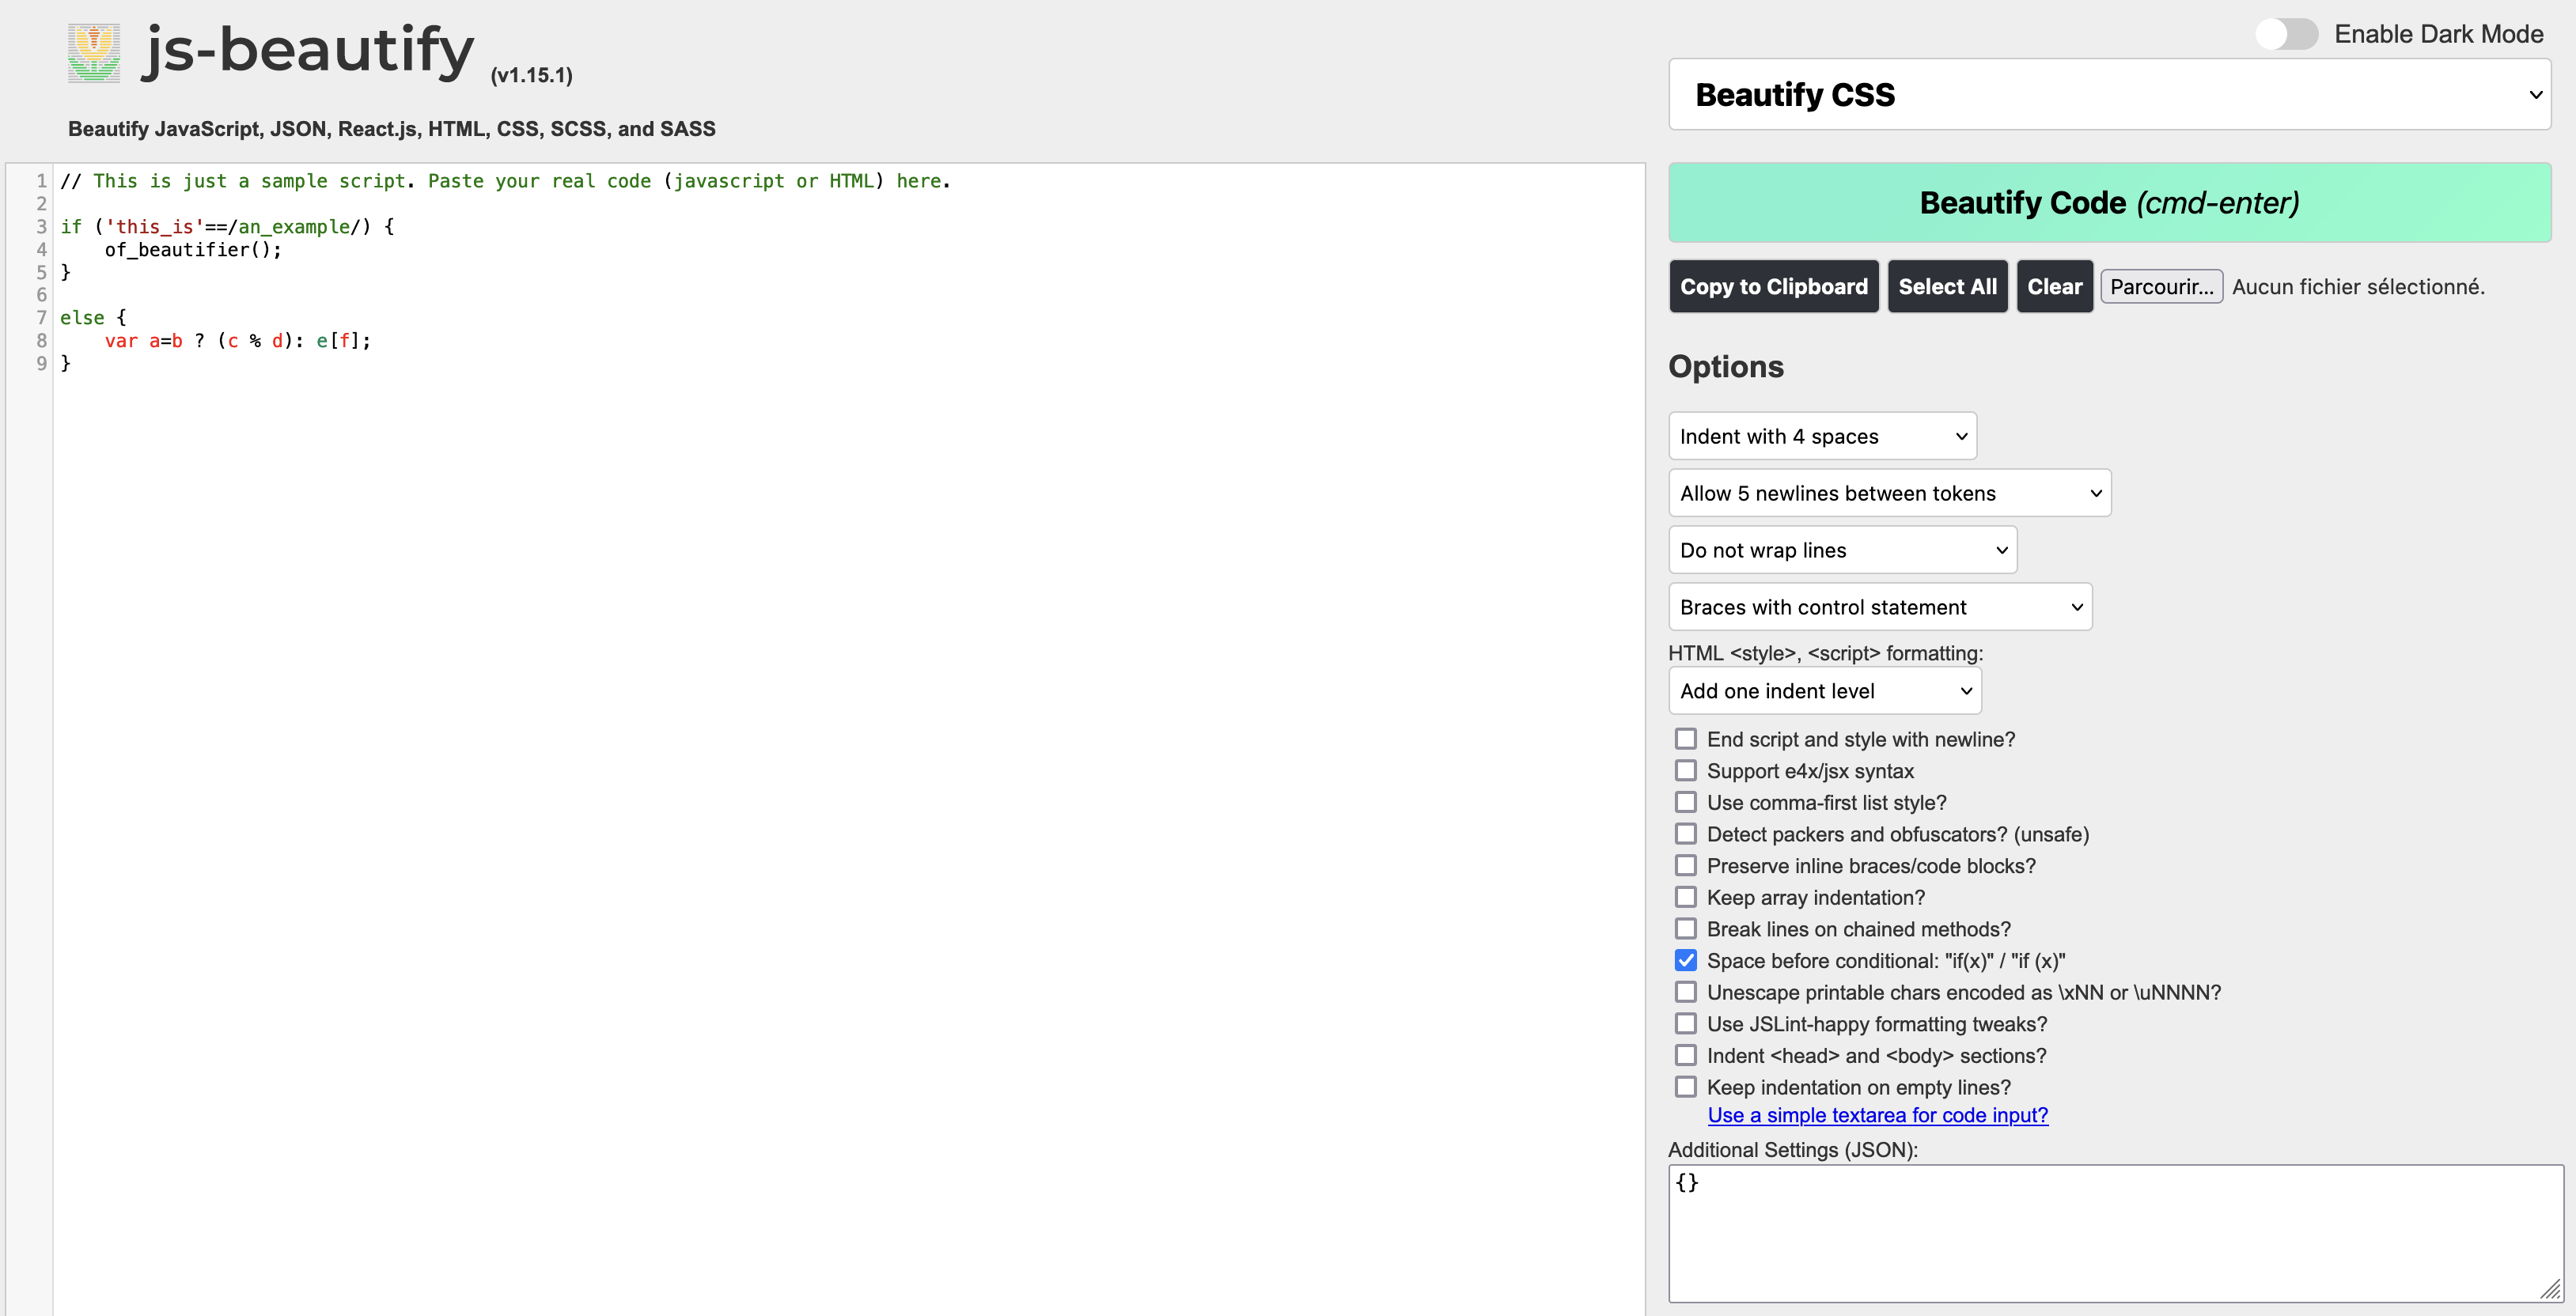 js-beautify (v1.15.1)
Enable Dark Mode
Beautify CSS
Beautify JavaScript, JSON, React.js, HTML, CSS, SCSS, and SASS
1 // This is just a sample script. Paste your real code (javascript or HTML) here.
2
3 if ('this_is'==/an_example/) {
4     of_beautifier();
5 }
6
7 else {
8     var a=b ? (c % d): e[f];
9 }
Beautify Code (cmd-enter)
Copy to Clipboard Select All Clear Parcourir... Aucun fichier sélectionné.
Options
Indent with 4 spaces
Allow 5 newlines between tokens
Do not wrap lines
Braces with control statement
HTML <style>, <script> formatting:
Add one indent level
End script and style with newline?
Support e4x/jsx syntax
Use comma-first list style?
Detect packers and obfuscators? (unsafe)
Preserve inline braces/code blocks?
Keep array indentation?
Break lines on chained methods?
Space before conditional: "if(x)" / "if (x)"
Unescape printable chars encoded as \xNN or \uNNNN?
Use JSLint-happy formatting tweaks?
Indent <head> and <body> sections?
Keep indentation on empty lines?
Use a simple textarea for code input?
Additional Settings (JSON):
{}